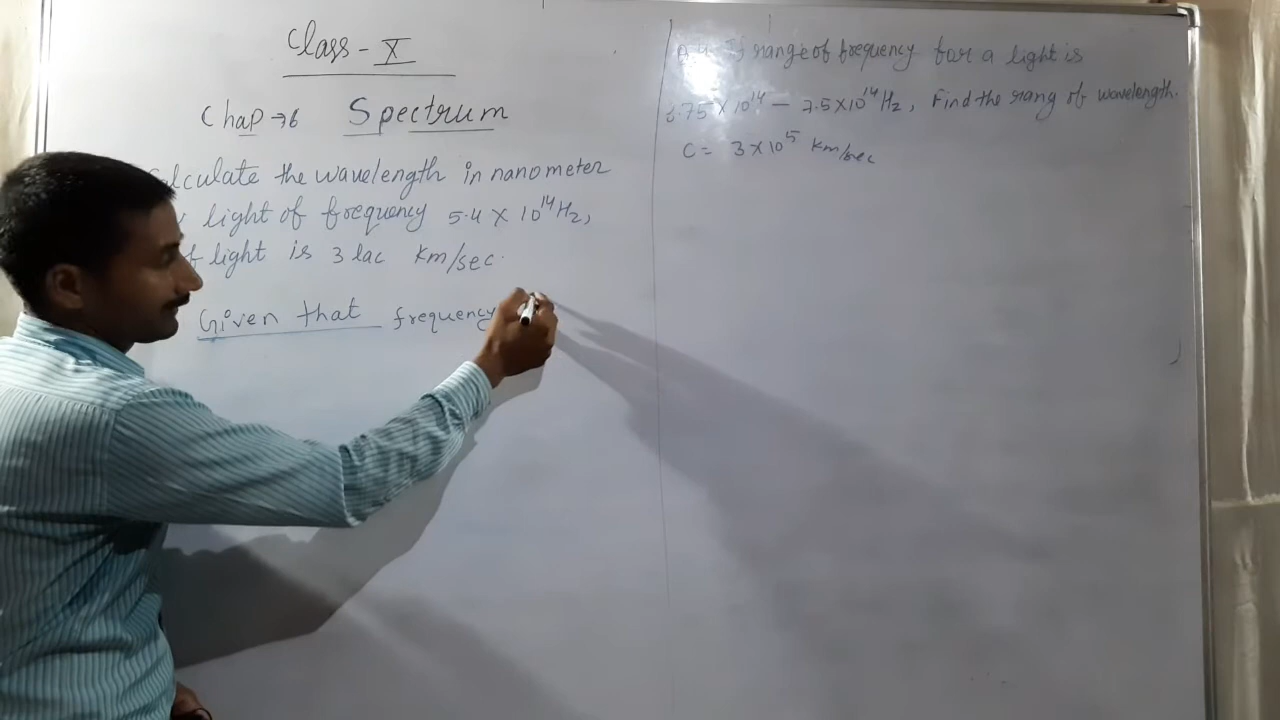 Class - X
Chap → 6 Spectrum
lculate the wavelength in nanometer
light of frequency 5.4 × 10¹⁴ Hz,
f light is 3 lac km/sec.
Given that frequency
If range of frequency for a light is
.75 × 10¹⁴ – 7.5 × 10¹⁴ Hz, Find the rang of wavelength.
C = 3 × 10⁵ km/sec